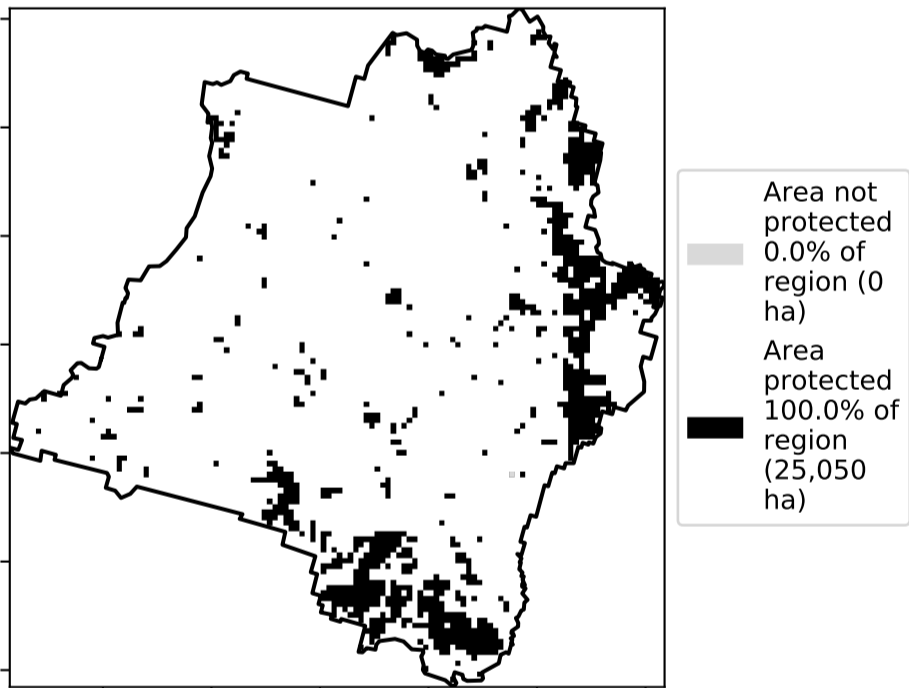 Area not
protected
0.0% of
region (0
ha)
Area
protected
100.0% of
region
(25,050
ha)